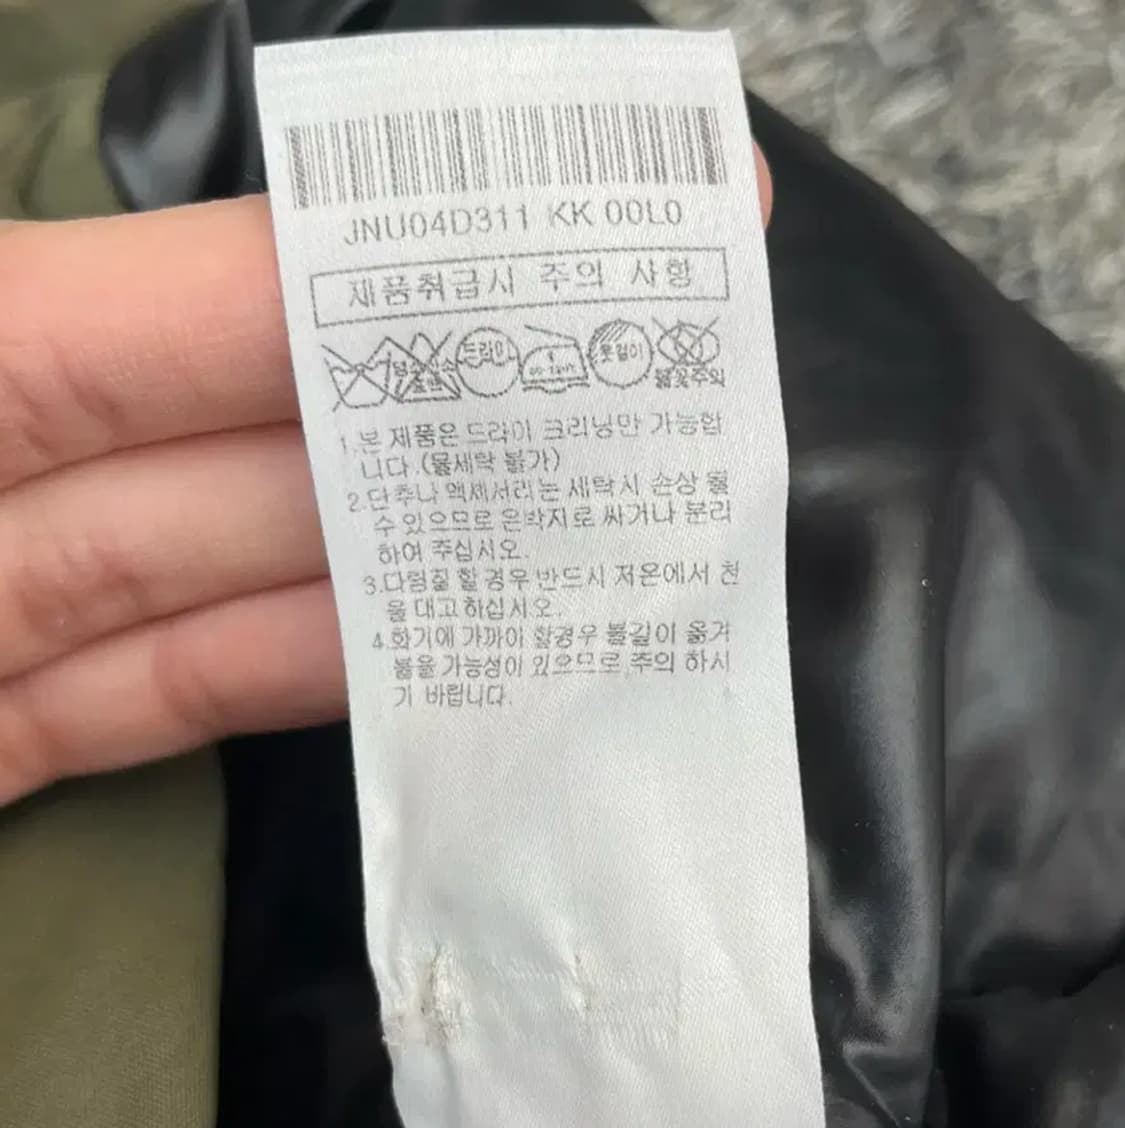 JNU04D311 KK 00L0
제품취급시 주의 사항
드라이 옷걸이
불꽃주의
1.본 제품은 드라이 크리닝만 가능합
니다.(물세탁 불가)
2.단추나 액세서리는 세탁시 손상 될
수 있으므로 은박지로 싸거나 분리
하여 주십시오.
3.다림질 할 경우 반드시 저온에서 천
을 대고하십시오.
4.화기에 가까이 할경우 불길이 옮겨
붙을 가능성이 있으므로 주의 하시
기 바랍니다.